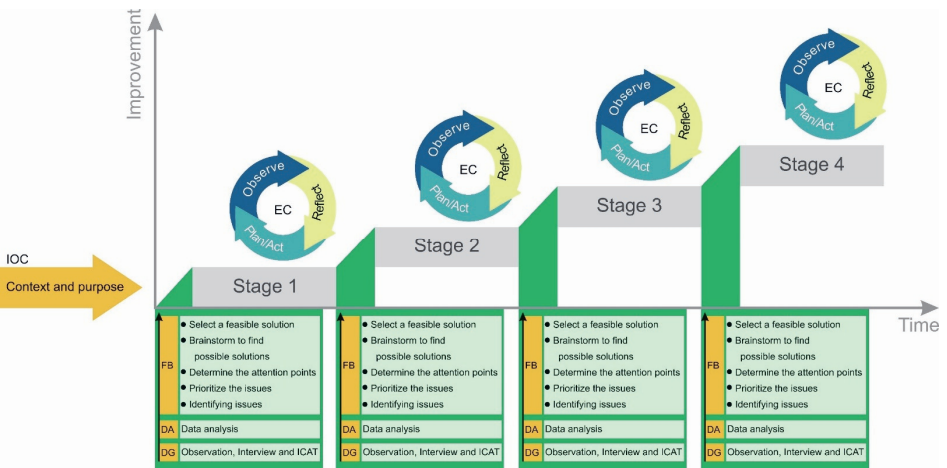 Improvement
Observe
Reflect
Plan/Act
EC
Observe
Reflect
Plan/Act
EC
Observe
Reflect
Plan/Act
EC
Observe
Reflect
Plan/Act
EC
Stage 1
Stage 2
Stage 3
Stage 4
IOC
Context and purpose
Time
FB
● Select a feasible solution
● Brainstorm to find
possible solutions
● Determine the attention points
● Prioritize the issues
● Identifying issues
DA Data analysis
DG Observation, Interview and ICAT
FB
● Select a feasible solution
● Brainstorm to find
possible solutions
● Determine the attention points
● Prioritize the issues
● Identifying issues
DA Data analysis
DG Observation, Interview and ICAT
FB
● Select a feasible solution
● Brainstorm to find
possible solutions
● Determine the attention points
● Prioritize the issues
● Identifying issues
DA Data analysis
DG Observation, Interview and ICAT
FB
● Select a feasible solution
● Brainstorm to find
possible solutions
● Determine the attention points
● Prioritize the issues
● Identifying issues
DA Data analysis
DG Observation, Interview and ICAT